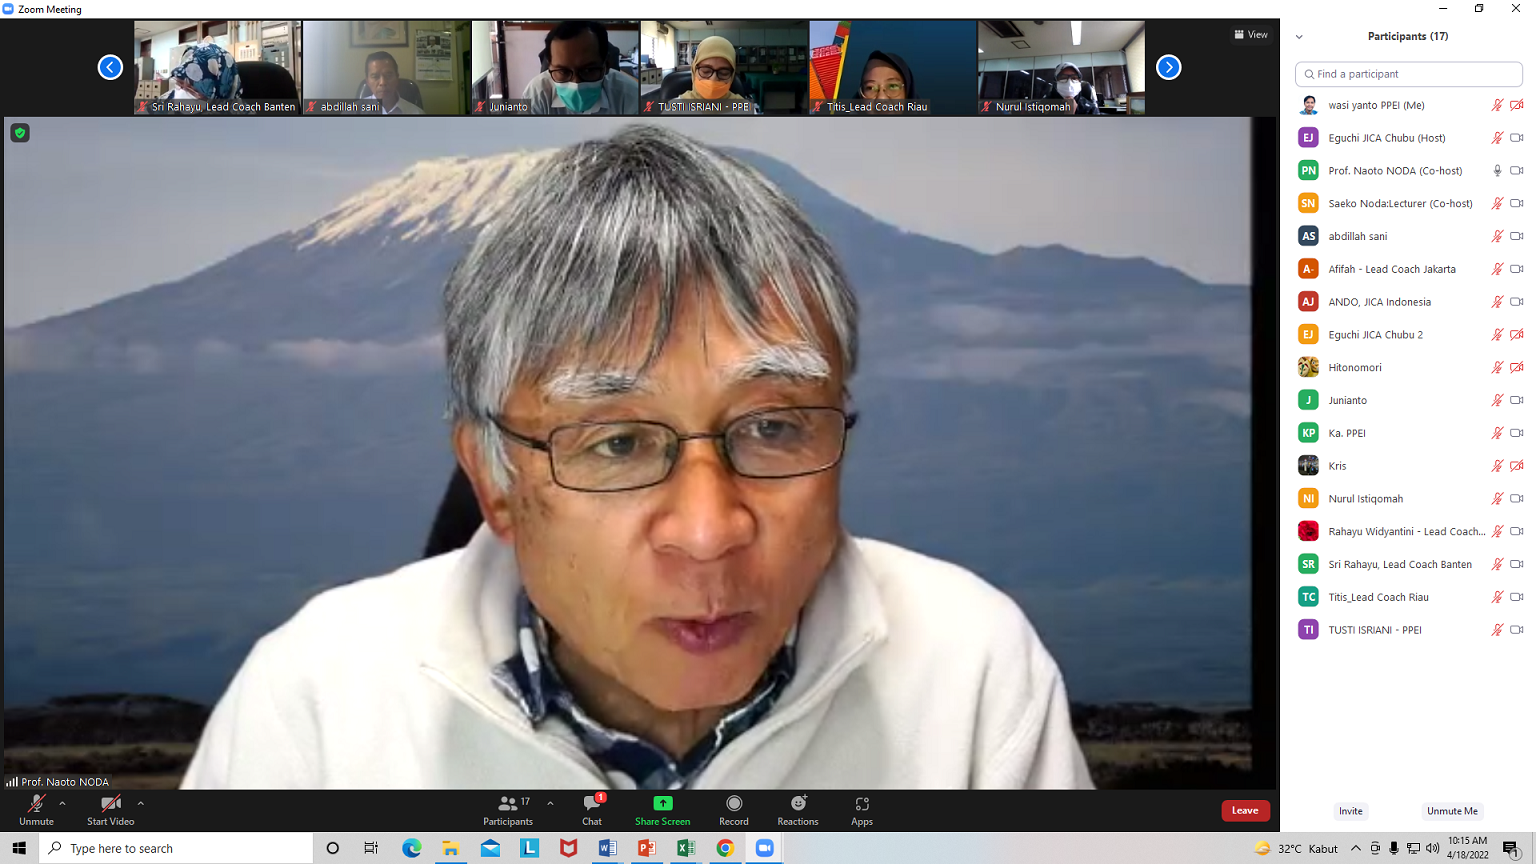 Zoom Meeting
Sri Rahayu, Lead Coach Banten
abdillah sani
Junianto
TUSTI ISRIANI - PPEI
Titis_Lead Coach Riau
Nurul Istiqomah
View
Prof. Naoto NODA
Participants (17)
Find a participant
wasi yanto PPEI (Me)
EJ Eguchi JICA Chubu (Host)
PN Prof. Naoto NODA (Co-host)
SN Saeko Noda:Lecturer (Co-host)
AS abdillah sani
A- Afifah - Lead Coach Jakarta
AJ ANDO, JICA Indonesia
EJ Eguchi JICA Chubu 2
Hitonomori
J Junianto
KP Ka. PPEI
Kris
NI Nurul Istiqomah
Rahayu Widyantini - Lead Coach...
SR Sri Rahayu, Lead Coach Banten
TC Titis_Lead Coach Riau
TI TUSTI ISRIANI - PPEI
Invite
Unmute Me
Unmute
Start Video
17
Participants
1
Chat
Share Screen
Record
Reactions
Apps
Leave
Type here to search
32°C Kabut
10:15 AM
4/18/2022
1